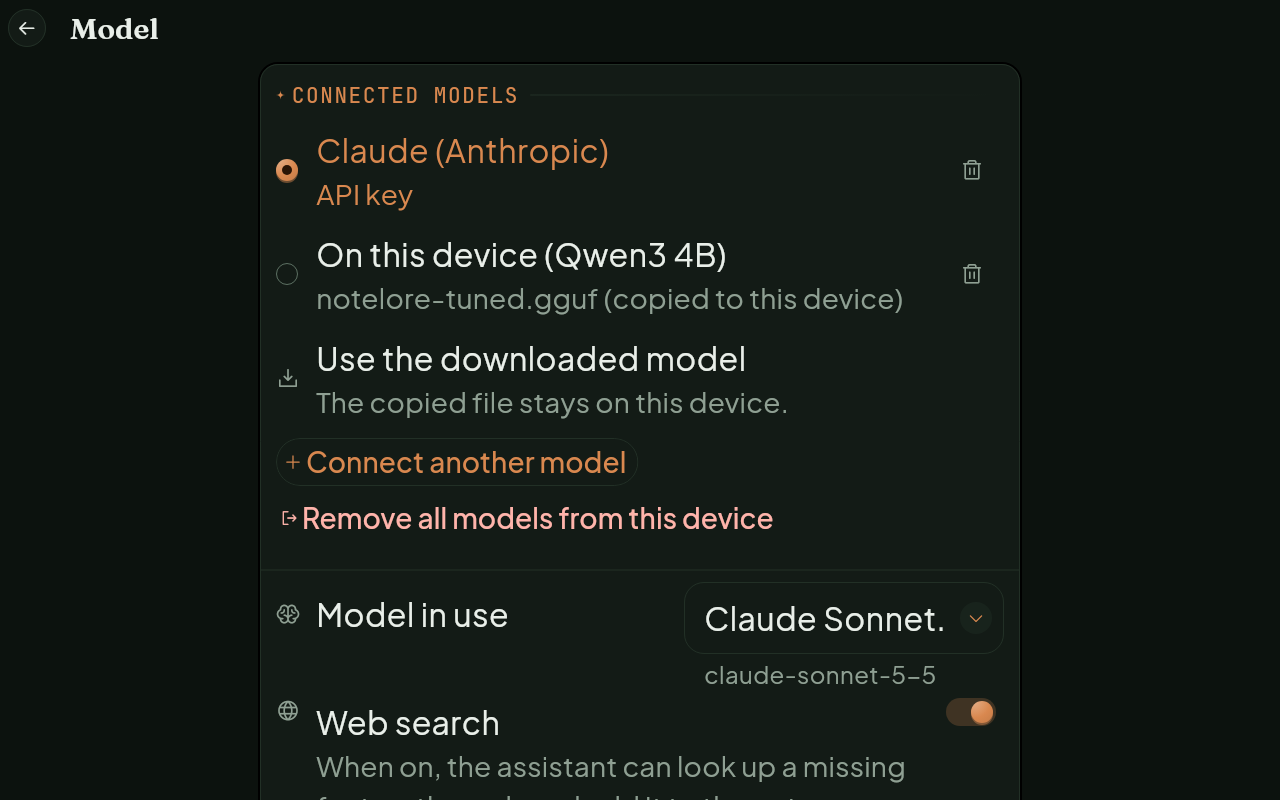 Model
CONNECTED MODELS
Claude (Anthropic)
API key
On this device (Qwen3 4B)
notelore-tuned.gguf (copied to this device)
Use the downloaded model
The copied file stays on this device.
Connect another model
Remove all models from this device
Model in use
Claude Sonnet.
claude-sonnet-5-5
Web search
When on, the assistant can look up a missing